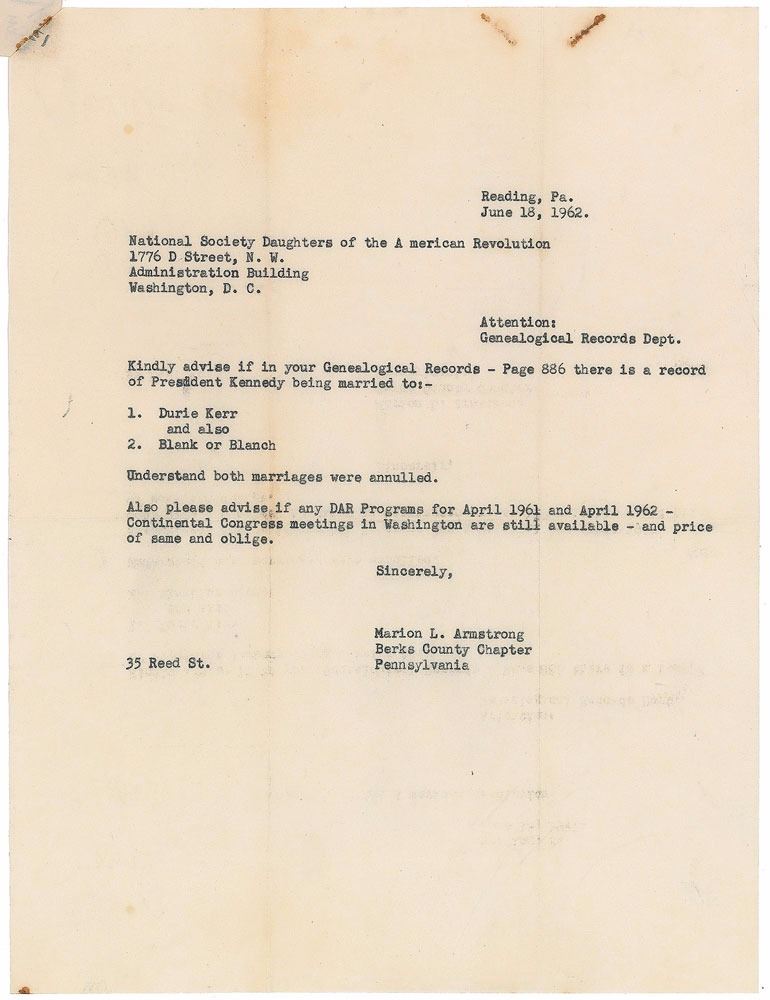 Reading, Pa.
June 18, 1962.
National Society Daughters of the A merican Revolution
1776 D Street, N. W.
Administration Building
Washington, D. C.
Attention:
Genealogical Records Dept.
Kindly advise if in your Genealogical Records - Page 886 there is a record
of President Kennedy being married to:-
1. Durie Kerr
and also
2. Blank or Blanch
Understand both marriages were annulled.
Also please advise if any DAR Programs for April 1961 and April 1962 -
Continental Congress meetings in Washington are still available - and price
of same and oblige.
Sincerely,
Marion L. Armstrong
Berks County Chapter
35 Reed St. Pennsylvania